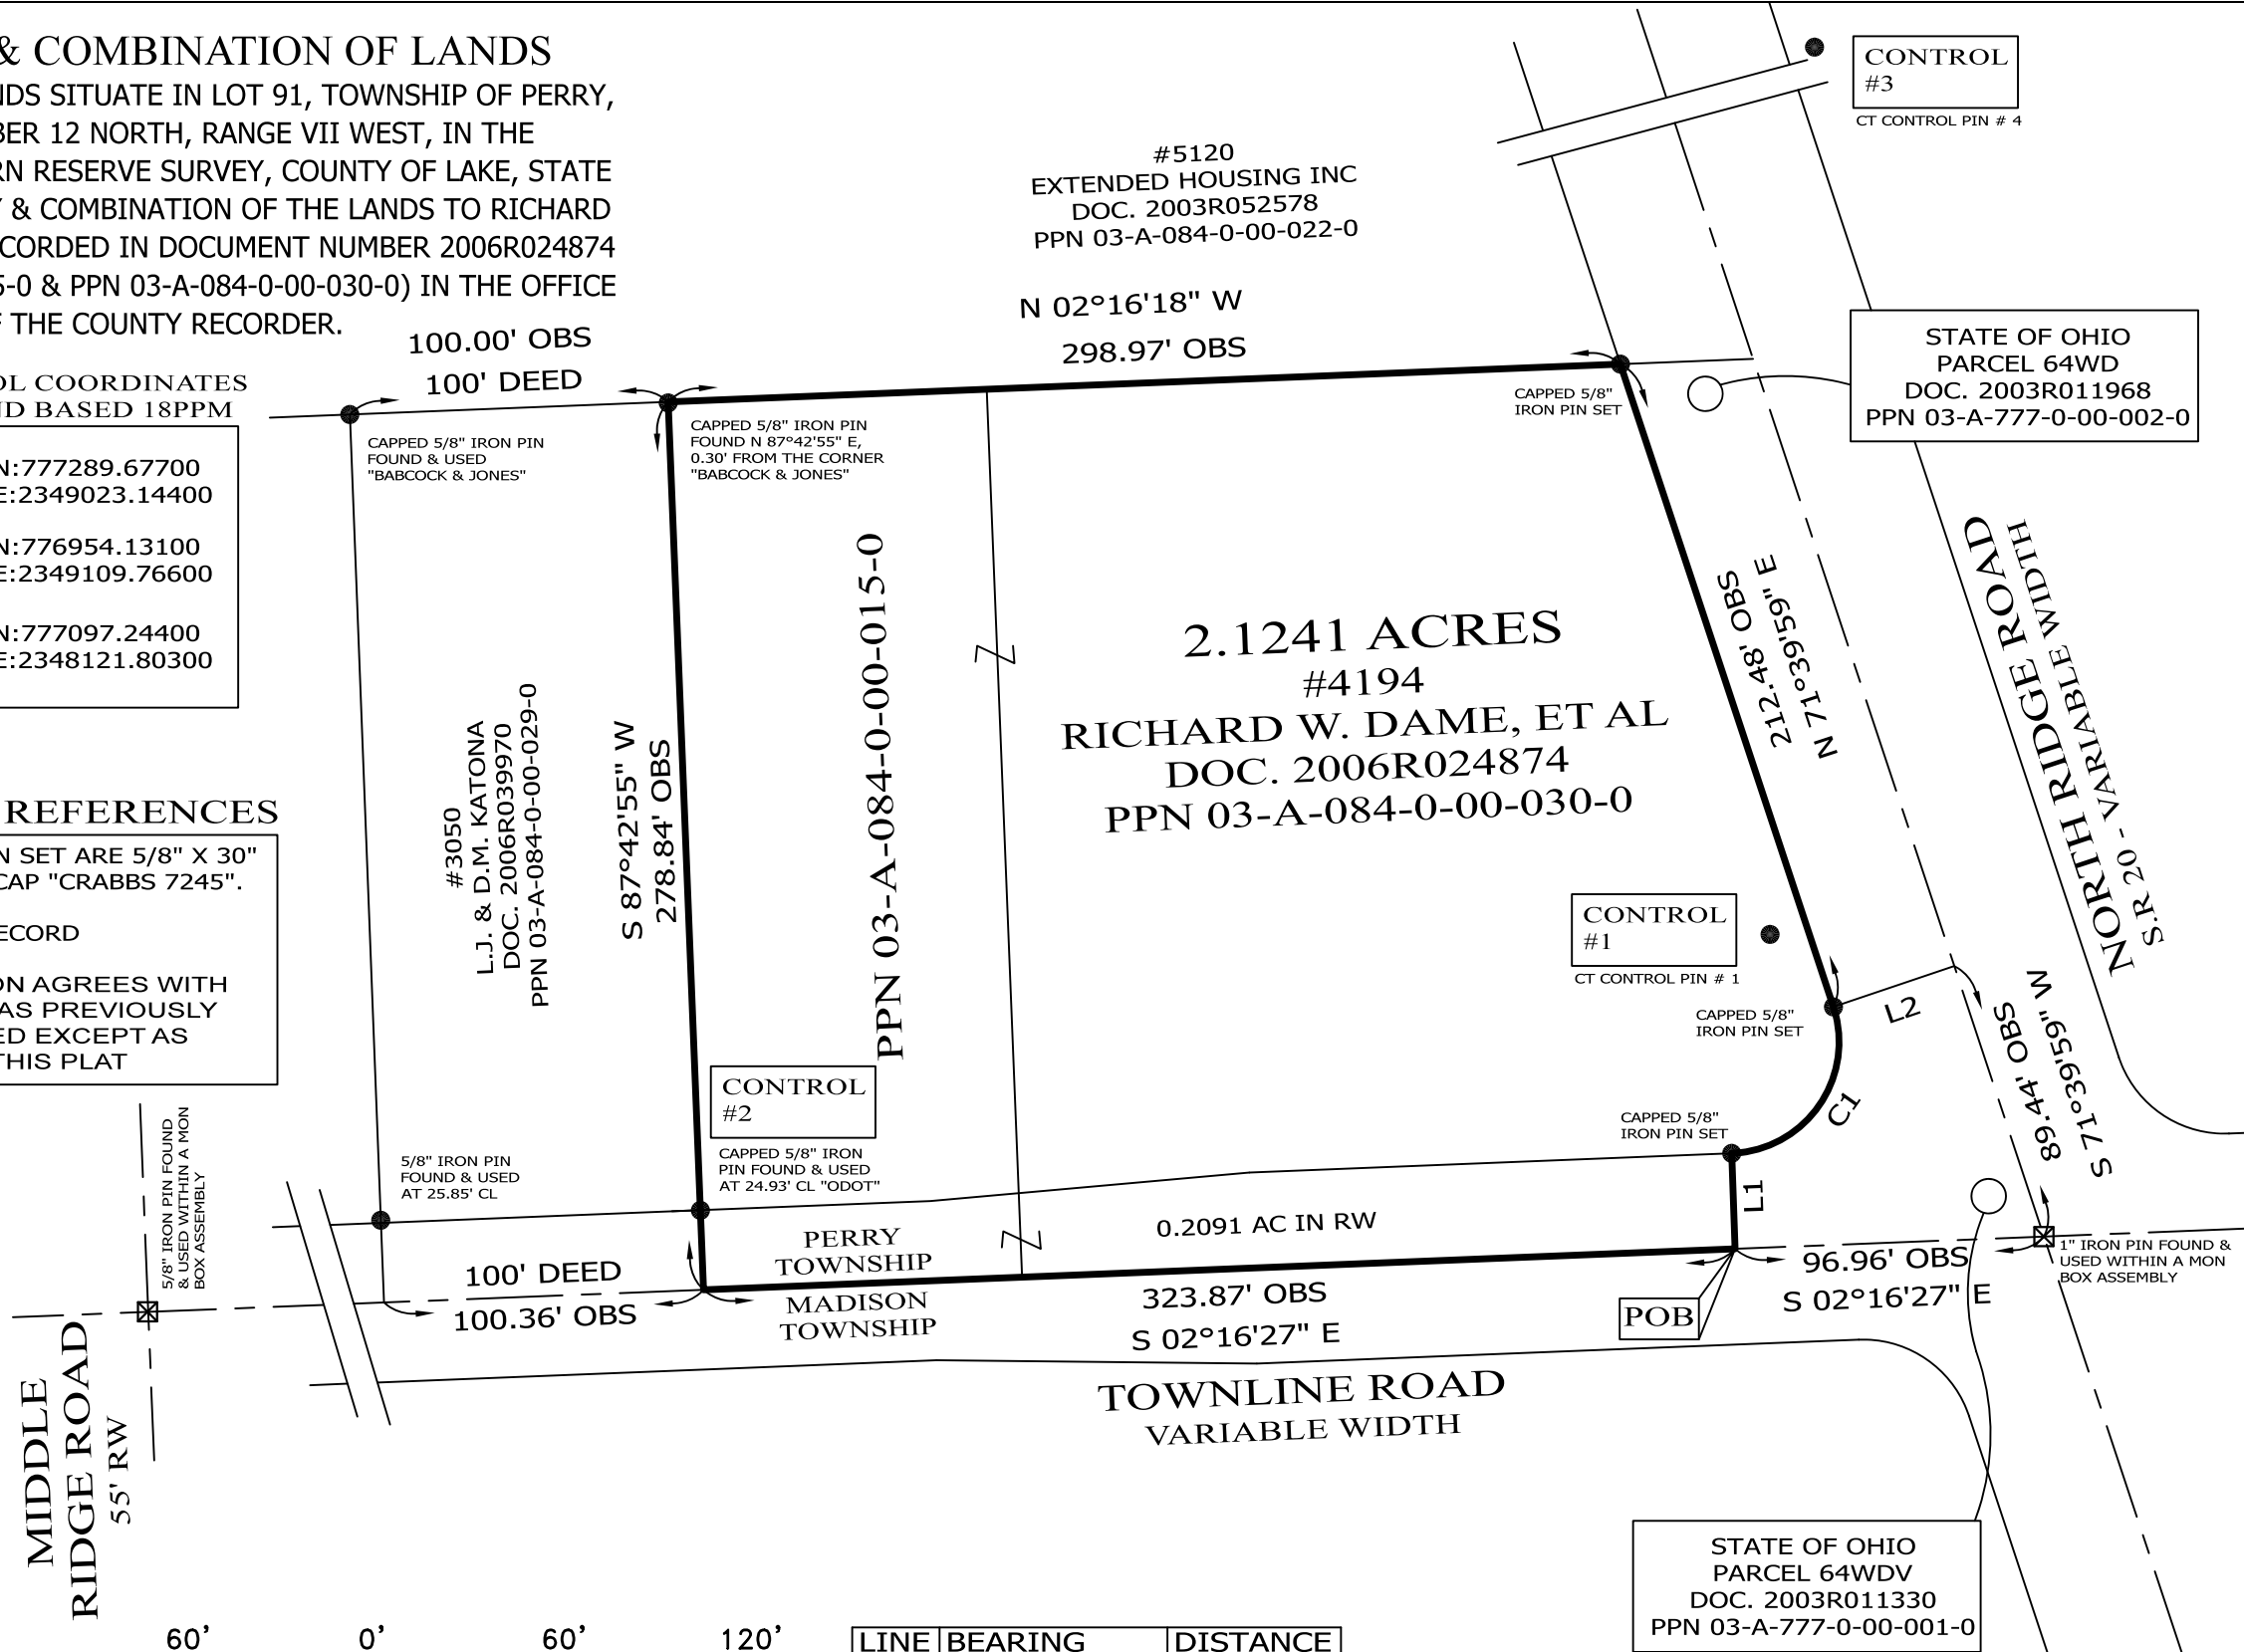 & COMBINATION OF LANDS
NDS SITUATE IN LOT 91, TOWNSHIP OF PERRY,
BER 12 NORTH, RANGE VII WEST, IN THE
RN RESERVE SURVEY, COUNTY OF LAKE, STATE
Y & COMBINATION OF THE LANDS TO RICHARD
CORDED IN DOCUMENT NUMBER 2006R024874
5-0 & PPN 03-A-084-0-00-030-0) IN THE OFFICE
F THE COUNTY RECORDER.
OL COORDINATES
ND BASED 18PPM
N:777289.67700
E:2349023.14400
N:776954.13100
E:2349109.76600
N:777097.24400
E:2348121.80300
REFERENCES
N SET ARE 5/8" X 30"
CAP "CRABBS 7245".
ECORD
ON AGREES WITH
AS PREVIOUSLY
ED EXCEPT AS
THIS PLAT
100.00' OBS
100' DEED
CAPPED 5/8" IRON PIN
FOUND & USED
"BABCOCK & JONES"
CAPPED 5/8" IRON PIN
FOUND N 87°42'55" E,
0.30' FROM THE CORNER
"BABCOCK & JONES"
#5120
EXTENDED HOUSING INC
DOC. 2003R052578
PPN 03-A-084-0-00-022-0
N 02°16'18" W
298.97' OBS
CAPPED 5/8"
IRON PIN SET
CONTROL
#3
CT CONTROL PIN # 4
STATE OF OHIO
PARCEL 64WD
DOC. 2003R011968
PPN 03-A-777-0-00-002-0
#3050
L.J. & D.M. KATONA
DOC. 2006R039970
PPN 03-A-084-0-00-029-0
S 87°42'55" W
278.84' OBS
PPN 03-A-084-0-00-015-0
2.1241 ACRES
#4194
RICHARD W. DAME, ET AL
DOC. 2006R024874
PPN 03-A-084-0-00-030-0
212.48' OBS
N 71°39'59" E
NORTH RIDGE ROAD
S.R 20 - VARIABLE WIDTH
CONTROL
#1
CT CONTROL PIN # 1
CAPPED 5/8"
IRON PIN SET
L2
C1
89.44' OBS
S 71°39'59" W
CAPPED 5/8"
IRON PIN SET
L1
CONTROL
#2
CAPPED 5/8" IRON
PIN FOUND & USED
AT 24.93' CL "ODOT"
5/8" IRON PIN
FOUND & USED
AT 25.85' CL
5/8" IRON PIN FOUND
& USED WITHIN A MON
BOX ASSEMBLY
PERRY
TOWNSHIP
0.2091 AC IN RW
100' DEED
100.36' OBS
MADISON
TOWNSHIP
323.87' OBS
S 02°16'27" E
POB
96.96' OBS
S 02°16'27" E
1" IRON PIN FOUND &
USED WITHIN A MON
BOX ASSEMBLY
TOWNLINE ROAD
VARIABLE WIDTH
MIDDLE
RIDGE ROAD
55' RW
STATE OF OHIO
PARCEL 64WDV
DOC. 2003R011330
PPN 03-A-777-0-00-001-0
60' 0' 60' 120'
LINE BEARING DISTANCE